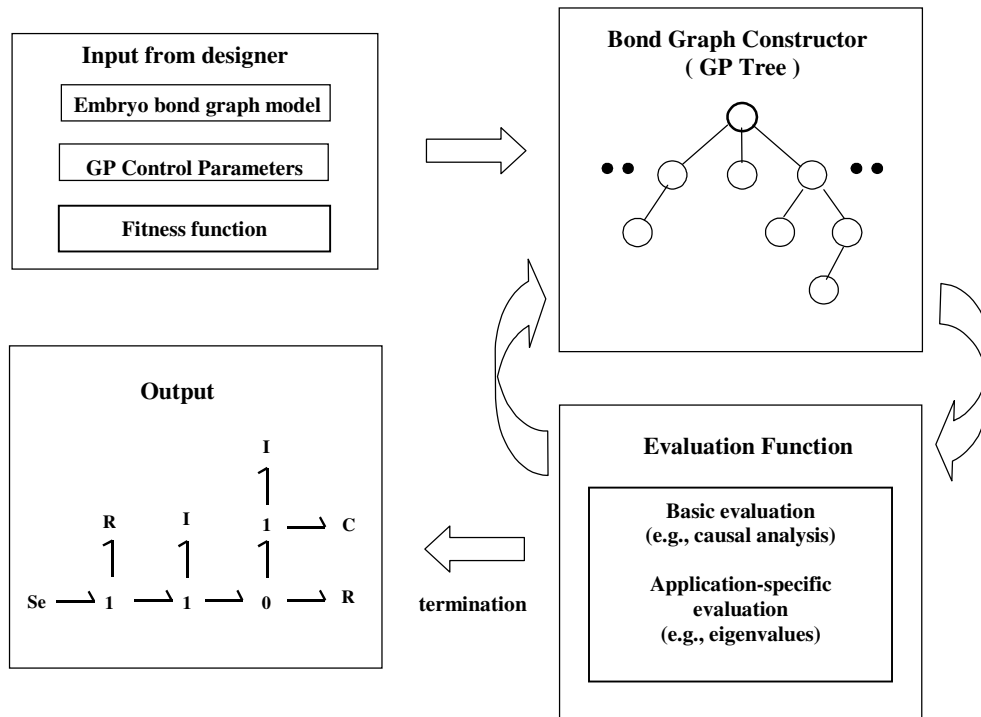 Input from designer
Embryo bond graph model
GP Control Parameters
Fitness function
Bond Graph Constructor
( GP Tree )
Output
I
R I 1 C
Se 1 1 0 R
termination
Evaluation Function
Basic evaluation
(e.g., causal analysis)
Application-specific
evaluation
(e.g., eigenvalues)